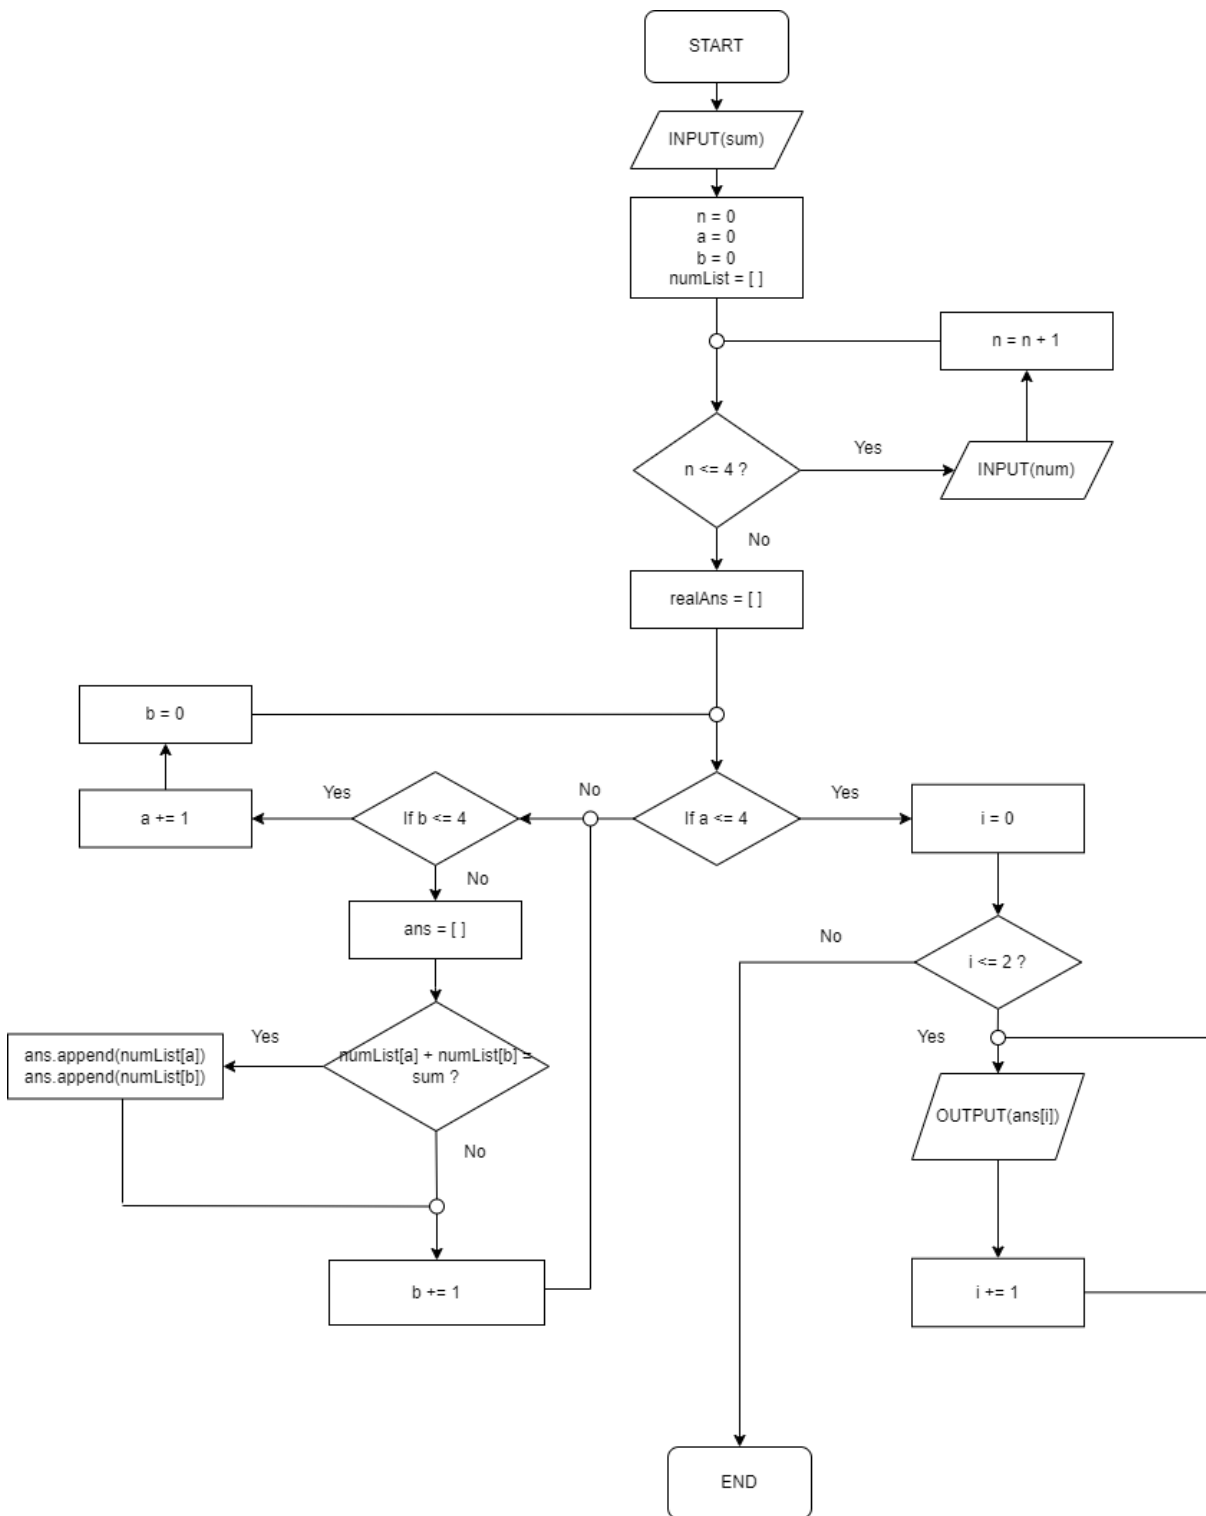 START
INPUT(sum)
n = 0
a = 0
b = 0
numList = [ ]
n = n + 1
n <= 4 ?
Yes
INPUT(num)
No
realAns = [ ]
b = 0
a += 1
Yes
If b <= 4
No
If a <= 4
Yes
i = 0
No
ans = [ ]
No
i <= 2 ?
Yes
ans.append(numList[a])
ans.append(numList[b])
Yes
numList[a] + numList[b] =
sum ?
No
OUTPUT(ans[i])
b += 1
i += 1
END